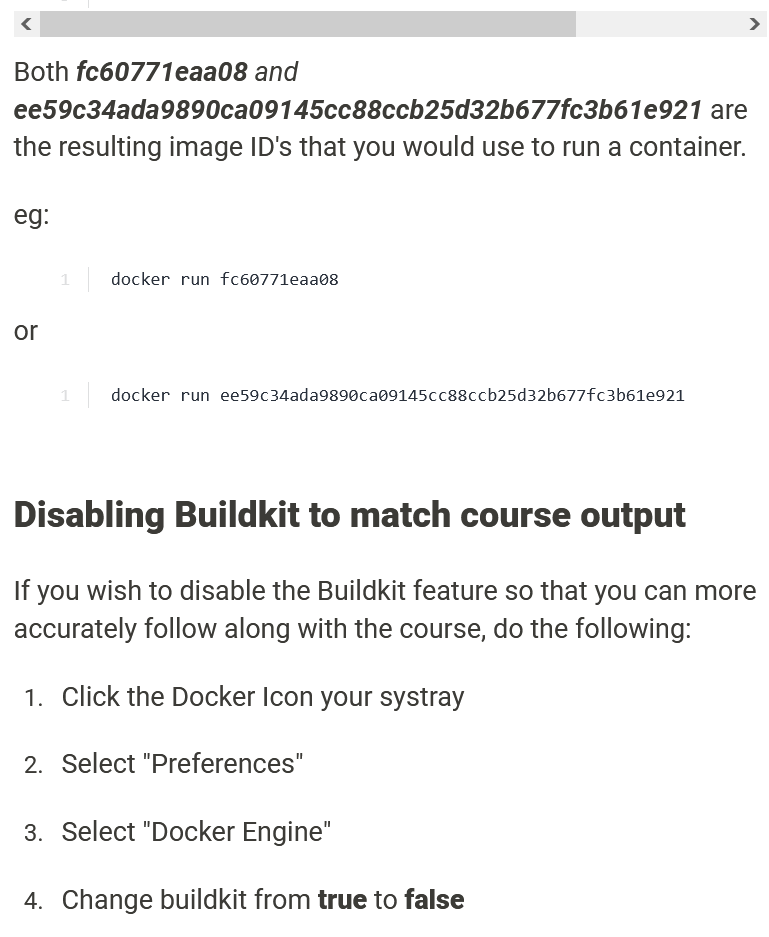 Both fc60771eaa08 and
ee59c34ada9890ca09145cc88ccb25d32b677fc3b61e921 are
the resulting image ID's that you would use to run a container.
eg:
1 docker run fc60771eaa08
or
1 docker run ee59c34ada9890ca09145cc88ccb25d32b677fc3b61e921
Disabling Buildkit to match course output
If you wish to disable the Buildkit feature so that you can more
accurately follow along with the course, do the following:
1. Click the Docker Icon your systray
2. Select "Preferences"
3. Select "Docker Engine"
4. Change buildkit from true to false